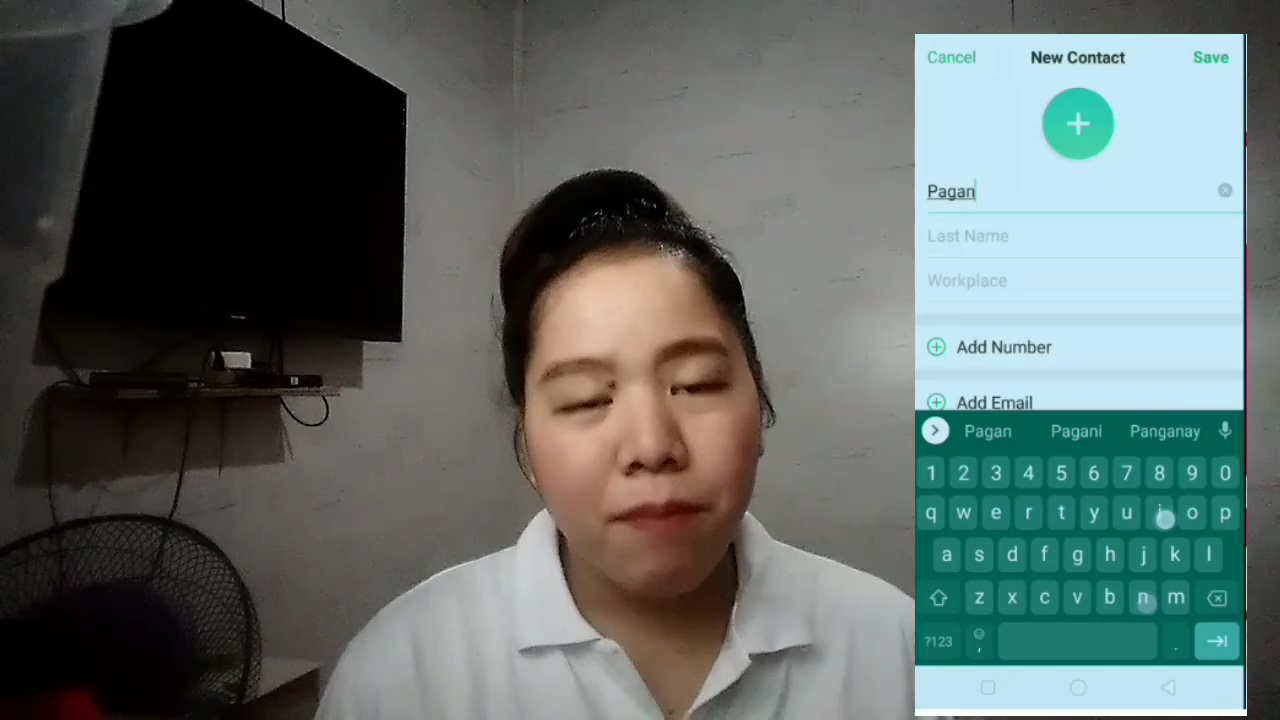 Cancel New Contact Save
Pagan
Last Name
Workplace
Add Number
Add Email
Pagan Pagani Panganay
1 2 3 4 5 6 7 8 9 0
q w e r t y u i o p
a s d f g h j k l
z x c v b n m
?123 , .